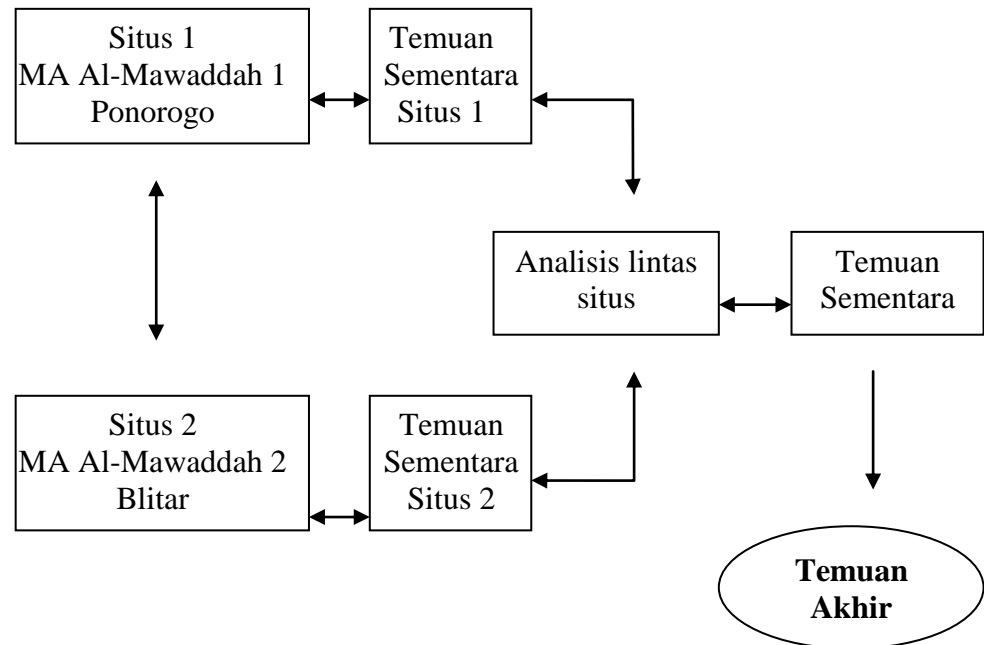 Situs 1
MA Al-Mawaddah 1
Ponorogo
Temuan
Sementara
Situs 1
Analisis lintas
situs
Temuan
Sementara
Situs 2
MA Al-Mawaddah 2
Blitar
Temuan
Sementara
Situs 2
Temuan
Akhir